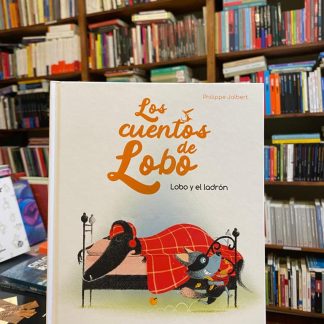 Philippe Jalbert
Los
cuentos
de
Lobo
Lobo y el ladrón